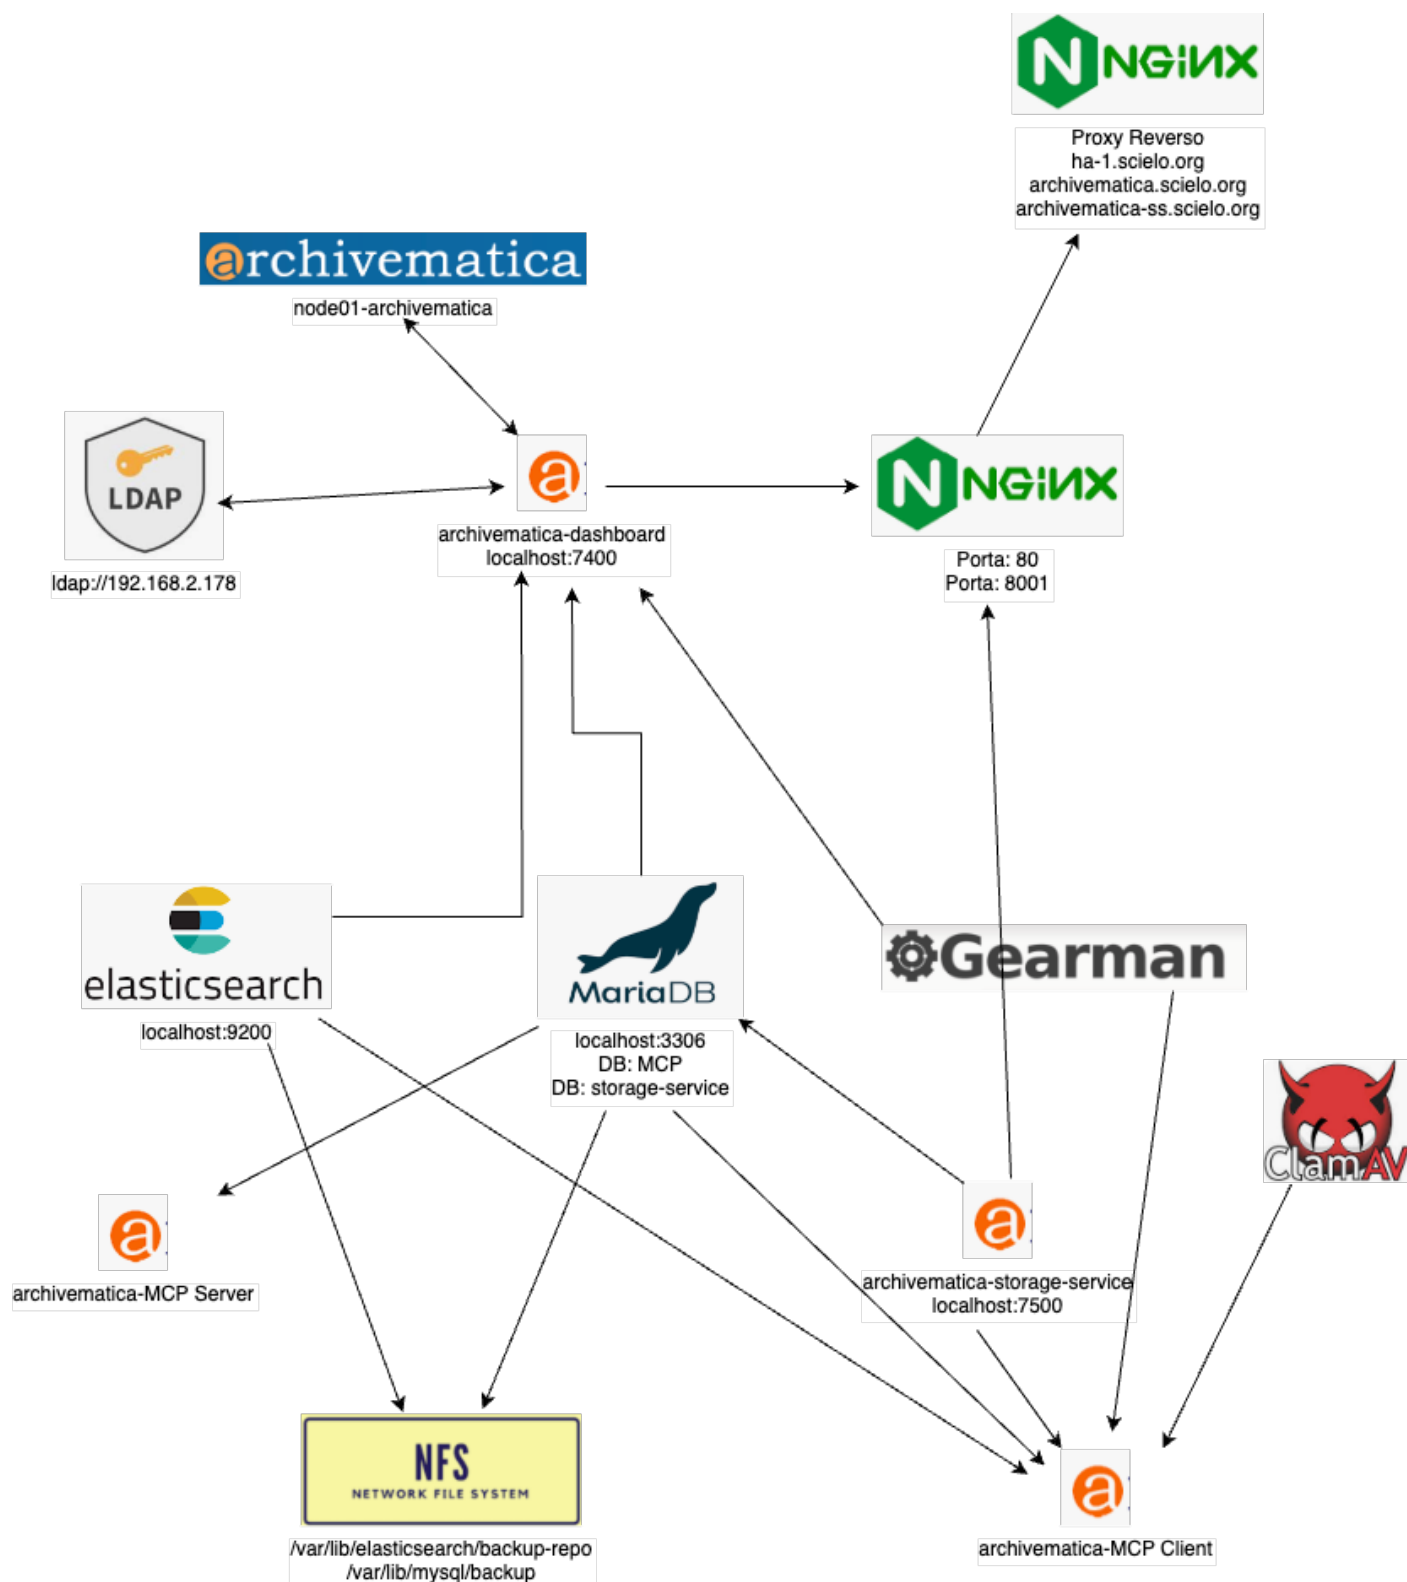 NGiNX
Proxy Reverso
ha-1.scielo.org
archivematica.scielo.org
archivematica-ss.scielo.org
archivematica
node01-archivematica
LDAP
ldap://192.168.2.178
a
archivematica-dashboard
localhost:7400
NGiNX
Porta: 80
Porta: 8001
elasticsearch
localhost:9200
MariaDB
localhost:3306
DB: MCP
DB: storage-service
Gearman
ClamAV
a
archivematica-MCP Server
a
archivematica-storage-service
localhost:7500
NFS
NETWORK FILE SYSTEM
/var/lib/elasticsearch/backup-repo
/var/lib/mysql/backup
a
archivematica-MCP Client